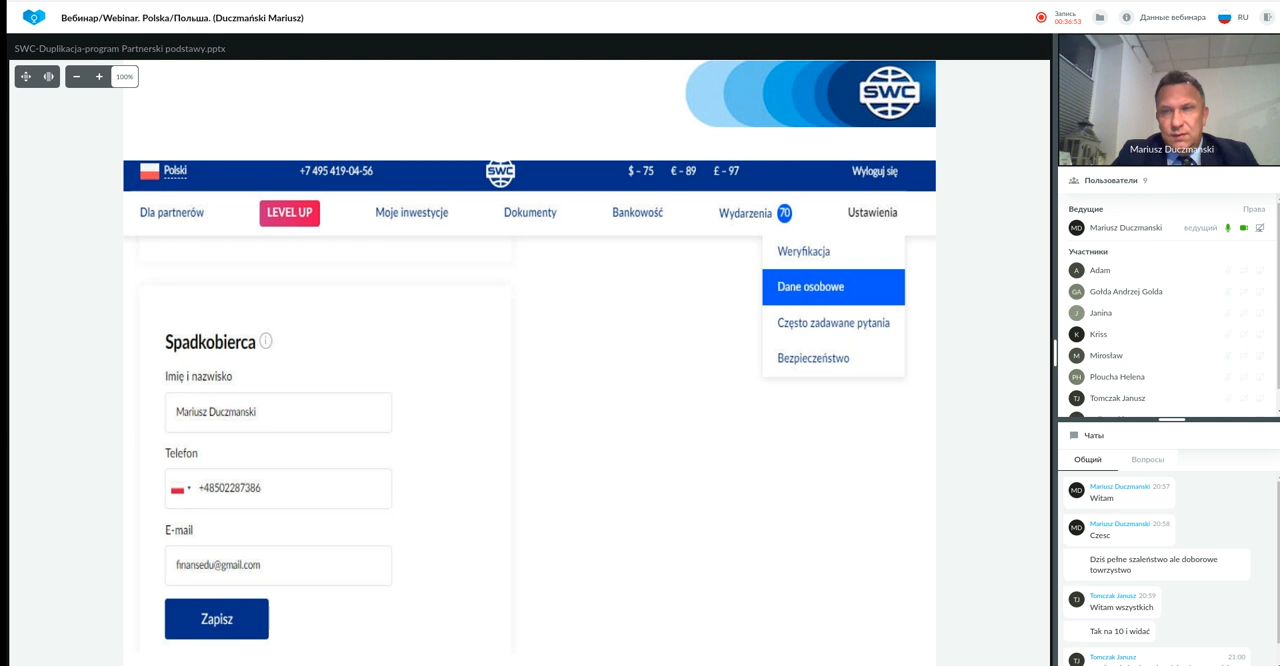 Вебинар/Webinar. Polska/Польша. (Duczmański Mariusz)
Запись
00:36:53
Данные вебинара
RU
SWC-Duplikacja-program Partnerski podstawy.pptx
100%
SWC
Polski
+7 495 419-04-56
SWC
$ – 75
€ – 89
£ – 97
Wyloguj się
Dla partnerów
LEVEL UP
Moje inwestycje
Dokumenty
Bankowość
Wydarzenia 70
Ustawienia
Weryfikacja
Dane osobowe
Często zadawane pytania
Bezpieczeństwo
Spadkobierca
Imię i nazwisko
Mariusz Duczmanski
Telefon
+48502287386
E-mail
finansedu@gmail.com
Zapisz
Mariusz Duczmanski
Пользователи 9
Ведущие
Права
MD Mariusz Duczmanski ведущий
Участники
A Adam
GA Gołda Andrzej Golda
J Janina
K Kriss
M Mirosław
PH Ploucha Helena
TJ Tomczak Janusz
Чаты
Общий
Вопросы
MD Mariusz Duczmanski 20:57
Witam
MD Mariusz Duczmanski 20:58
Czesc
Dziś pełne szaleństwo ale doborowe
towrzystwo
TJ Tomczak Janusz 20:59
Witam wszystkich
Tak na 10 i widać
TJ Tomczak Janusz 21:00